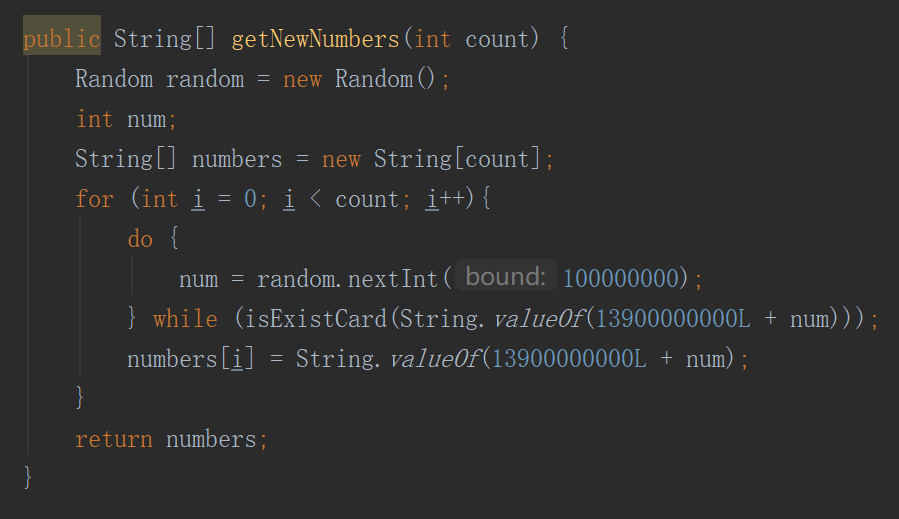 public String[] getNewNumbers(int count) {
Random random = new Random();
int num;
String[] numbers = new String[count];
for (int i = 0; i < count; i++){
do {
num = random.nextInt( bound: 100000000);
} while (isExistCard(String.valueOf(13900000000L + num)));
numbers[i] = String.valueOf(13900000000L + num);
}
return numbers;
}